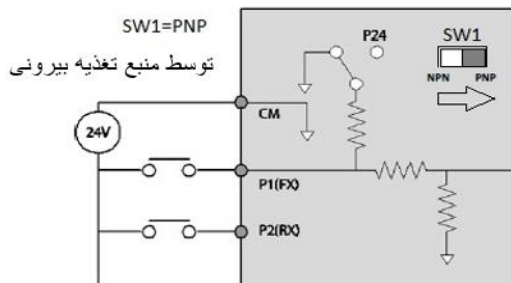 SW1=PNP
توسط منبع تغذیه بیرونی
P24
SW1
NPN
PNP
24V
CM
P1(FX)
P2(RX)